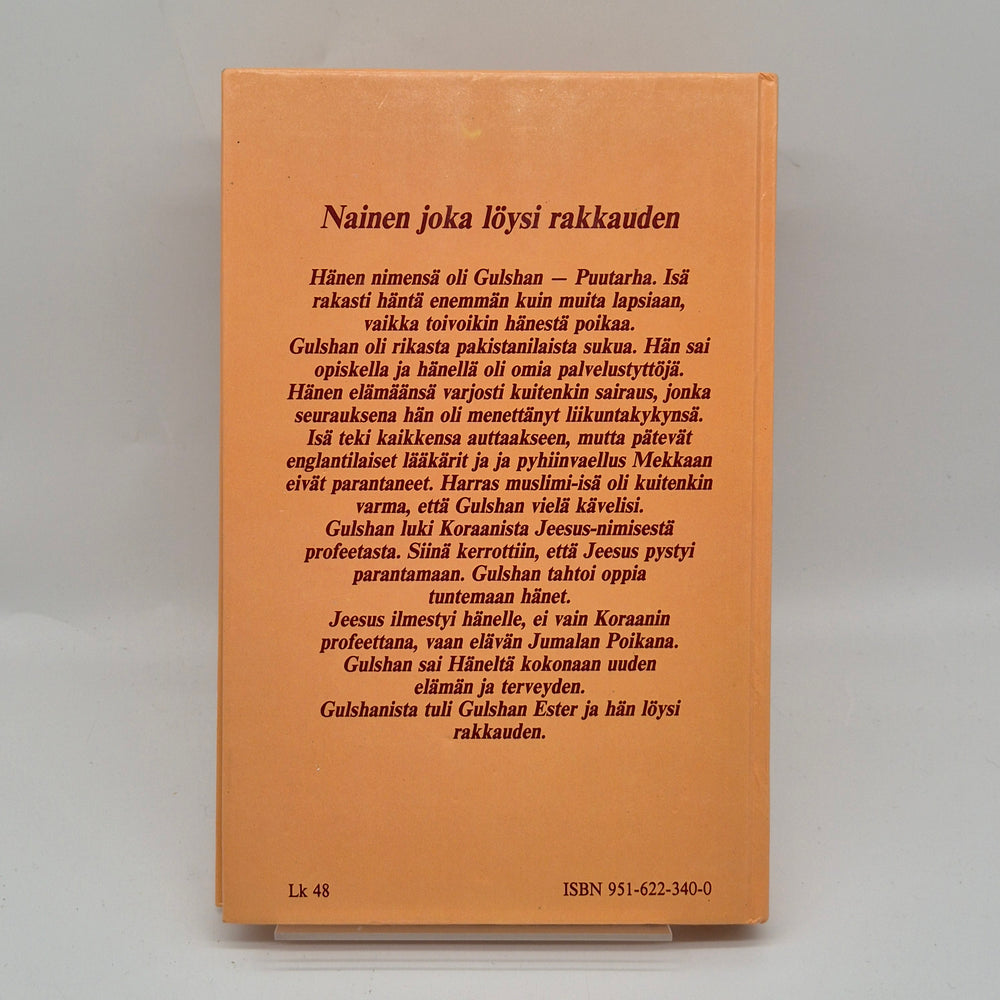 Nainen joka löysi rakkauden
Hänen nimensä oli Gulshan — Puutarha. Isä
rakasti häntä enemmän kuin muita lapsiaan,
vaikka toivoikin hänestä poikaa.
Gulshan oli rikasta pakistanilaista sukua. Hän sai
opiskella ja hänellä oli omia palvelustyttöjä.
Hänen elämäänsä varjosti kuitenkin sairaus, jonka
seurauksena hän oli menettänyt liikuntakykynsä.
Isä teki kaikkensa auttaakseen, mutta pätevät
englantilaiset lääkärit ja ja pyhiinvaellus Mekkaan
eivät parantaneet. Harras muslimi-isä oli kuitenkin
varma, että Gulshan vielä kävelisi.
Gulshan luki Koraanista Jeesus-nimisestä
profeetasta. Siinä kerrottiin, että Jeesus pystyi
parantamaan. Gulshan tahtoi oppia
tuntemaan hänet.
Jeesus ilmestyi hänelle, ei vain Koraanin
profeettana, vaan elävän Jumalan Poikana.
Gulshan sai Häneltä kokonaan uuden
elämän ja terveyden.
Gulshanista tuli Gulshan Ester ja hän löysi
rakkauden.
Lk 48
ISBN 951-622-340-0